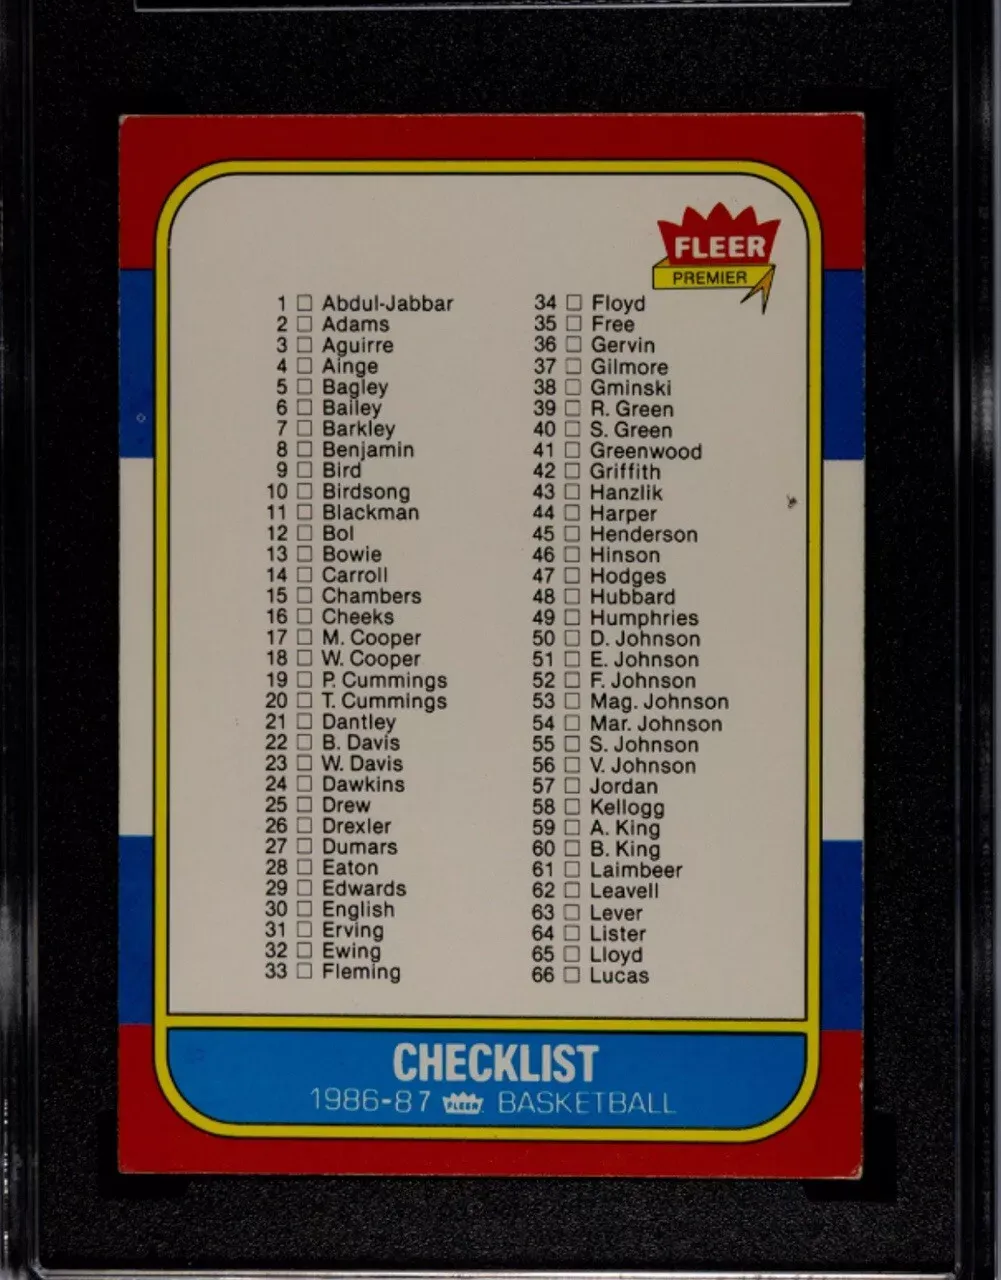 FLEER
PREMIER
1 □ Abdul-Jabbar
2 □ Adams
3 □ Aguirre
4 □ Ainge
5 □ Bagley
6 □ Bailey
7 □ Barkley
8 □ Benjamin
9 □ Bird
10 □ Birdsong
11 □ Blackman
12 □ Bol
13 □ Bowie
14 □ Carroll
15 □ Chambers
16 □ Cheeks
17 □ M. Cooper
18 □ W. Cooper
19 □ P. Cummings
20 □ T. Cummings
21 □ Dantley
22 □ B. Davis
23 □ W. Davis
24 □ Dawkins
25 □ Drew
26 □ Drexler
27 □ Dumars
28 □ Eaton
29 □ Edwards
30 □ English
31 □ Erving
32 □ Ewing
33 □ Fleming
34 □ Floyd
35 □ Free
36 □ Gervin
37 □ Gilmore
38 □ Gminski
39 □ R. Green
40 □ S. Green
41 □ Greenwood
42 □ Griffith
43 □ Hanzlik
44 □ Harper
45 □ Henderson
46 □ Hinson
47 □ Hodges
48 □ Hubbard
49 □ Humphries
50 □ D. Johnson
51 □ E. Johnson
52 □ F. Johnson
53 □ Mag. Johnson
54 □ Mar. Johnson
55 □ S. Johnson
56 □ V. Johnson
57 □ Jordan
58 □ Kellogg
59 □ A. King
60 □ B. King
61 □ Laimbeer
62 □ Leavell
63 □ Lever
64 □ Lister
65 □ Lloyd
66 □ Lucas
CHECKLIST
1986-87 FLEER BASKETBALL